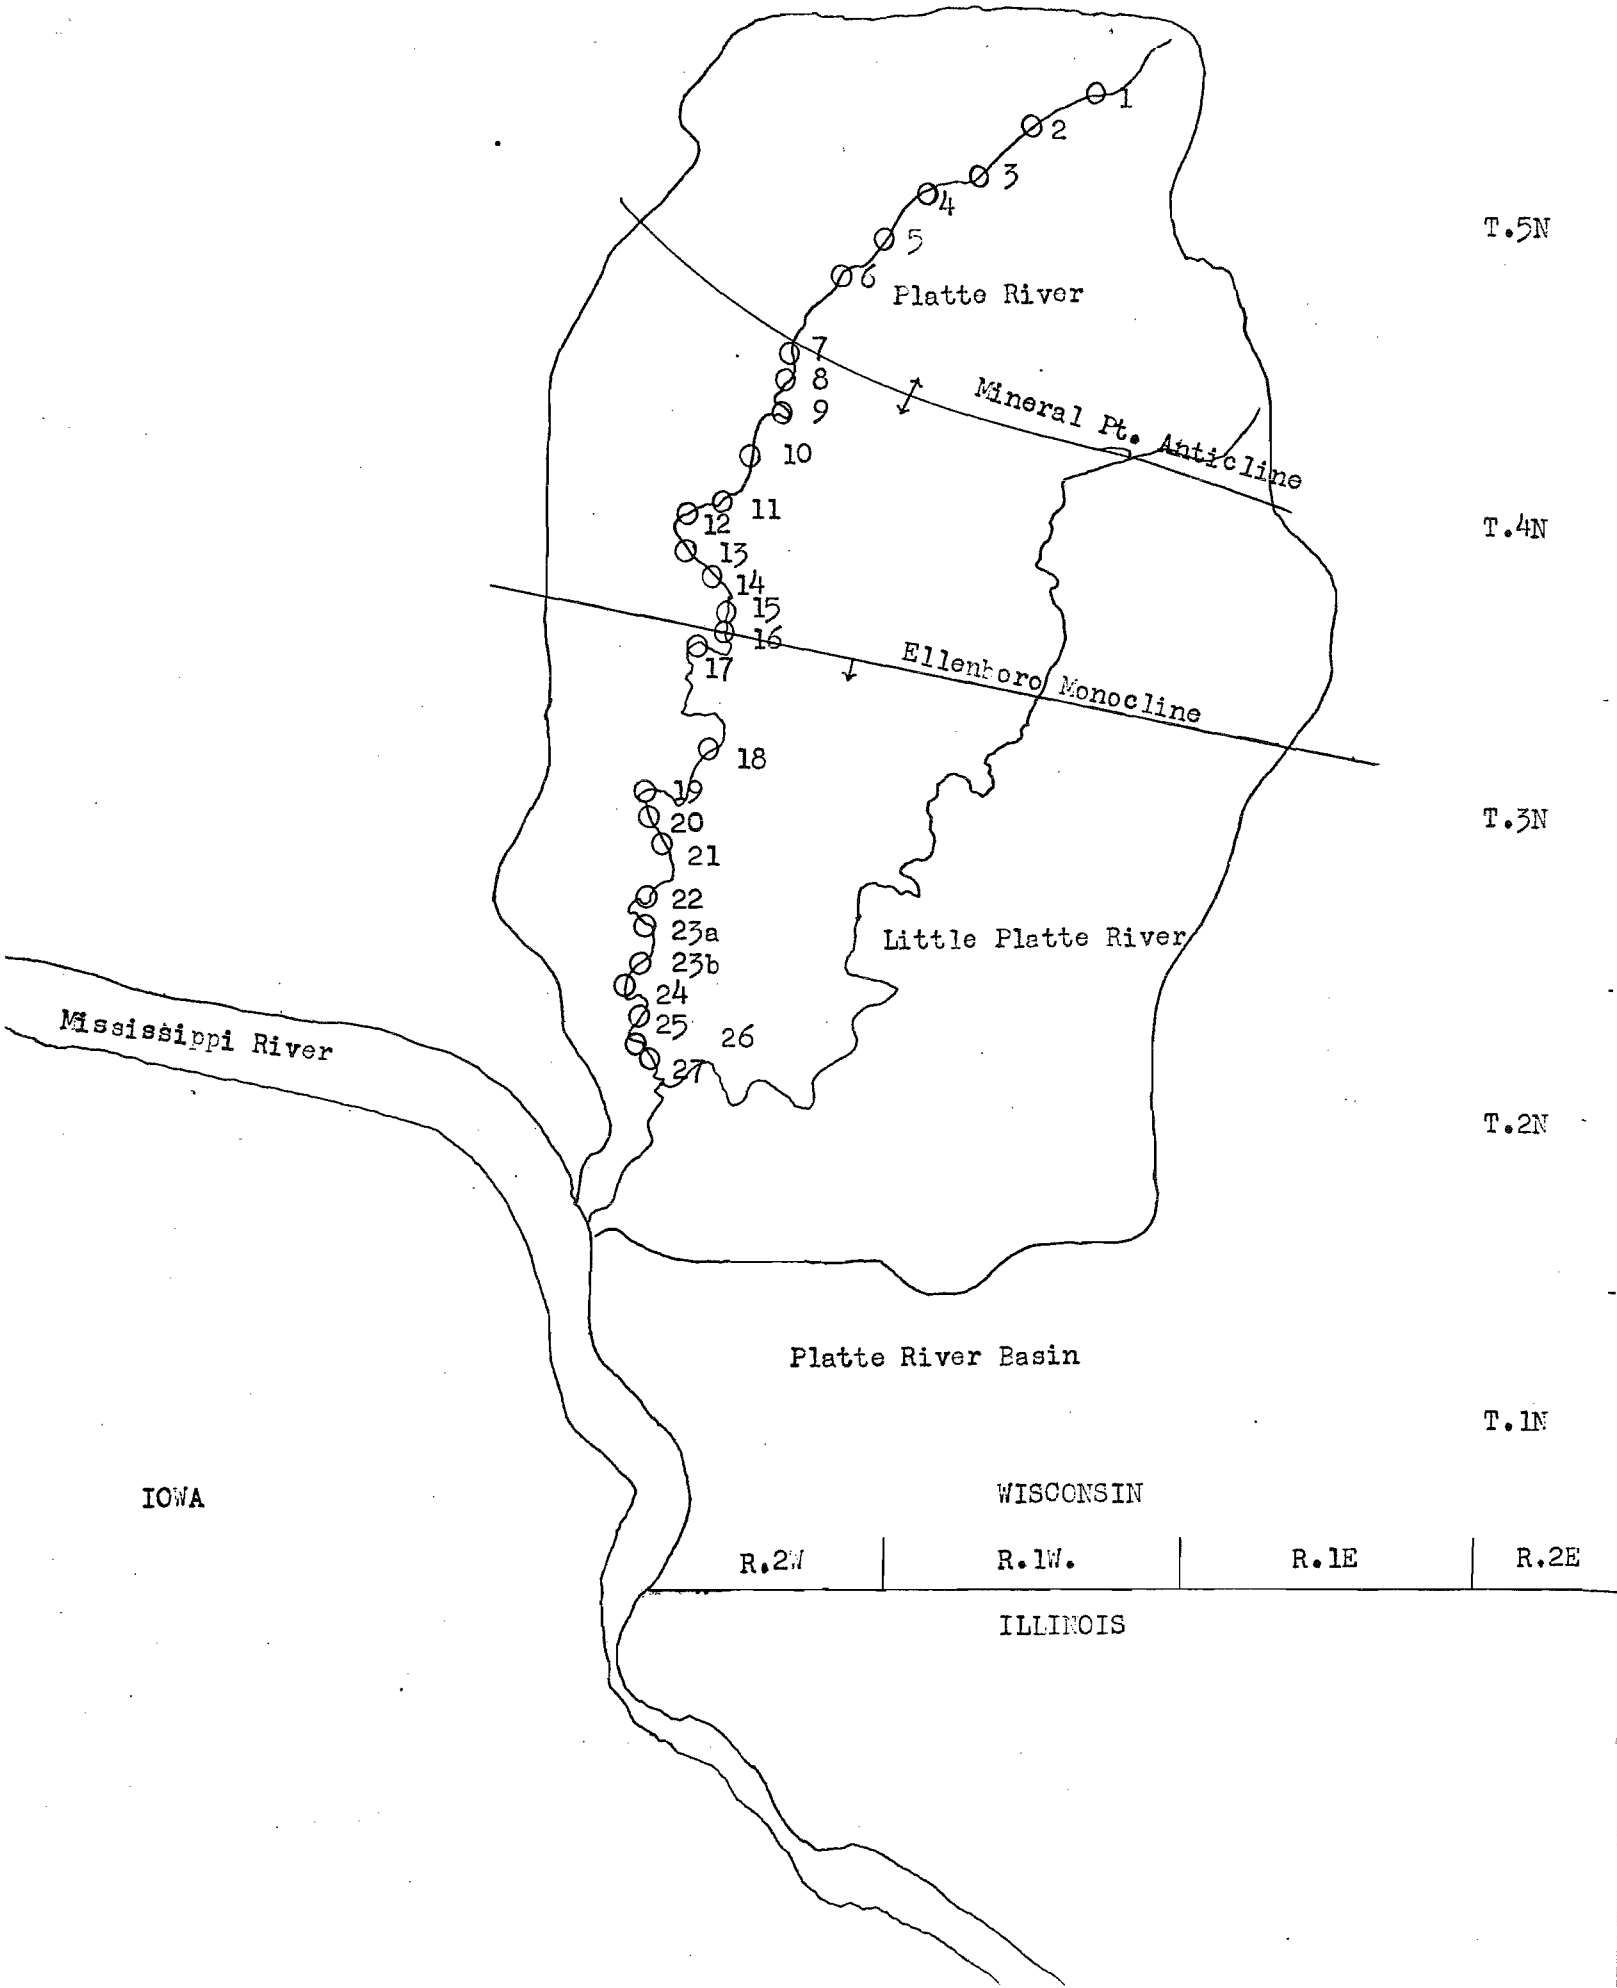 1
2
3
4
T.5N
5
6
Platte River
7
8
9
Mineral Pt. Anticline
10
11
12
T.4N
13
14
15
16
17
Ellenboro Monocline
18
19
20
T.3N
21
22
23a
Little Platte River
23b
24
Mississippi River
25
26
27
T.2N
Platte River Basin
T.1N
IOWA
WISCONSIN
R.2W
R.1W.
R.1E
R.2E
ILLINOIS